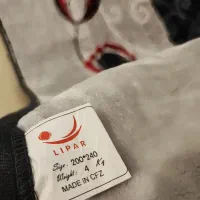 LIPAR
Size: 200*240
Weight: 4 Kg
MADE IN CFZ